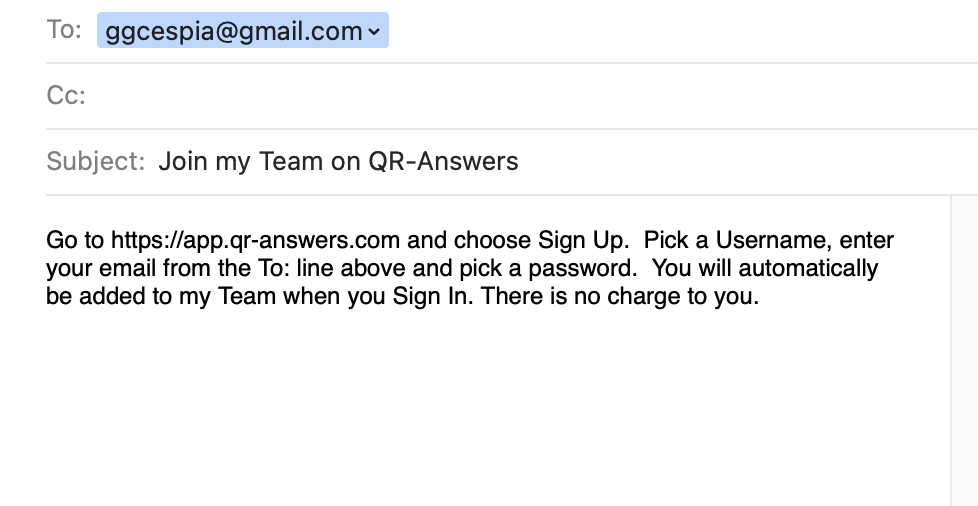 To: ggcespia@gmail.com
Cc:
Subject: Join my Team on QR-Answers
Go to https://app.qr-answers.com and choose Sign Up.  Pick a Username, enter
your email from the To: line above and pick a password.  You will automatically
be added to my Team when you Sign In. There is no charge to you.